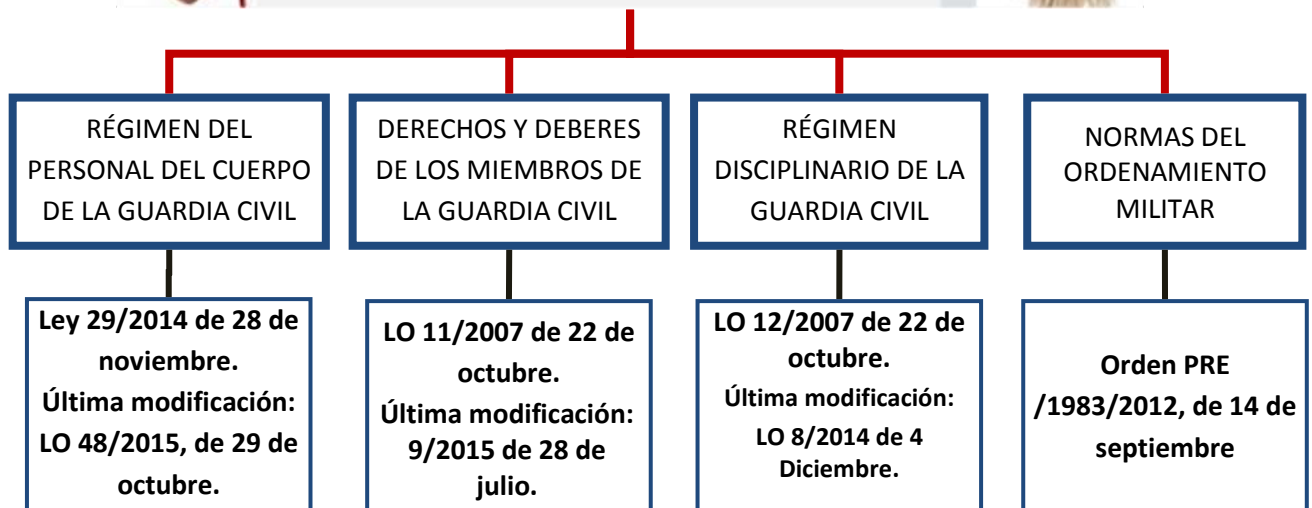 RÉGIMEN DEL
PERSONAL DEL CUERPO
DE LA GUARDIA CIVIL
DERECHOS Y DEBERES
DE LOS MIEMBROS DE
LA GUARDIA CIVIL
RÉGIMEN
DISCIPLINARIO DE LA
GUARDIA CIVIL
NORMAS DEL
ORDENAMIENTO
MILITAR
Ley 29/2014 de 28 de
noviembre.
Última modificación:
LO 48/2015, de 29 de
octubre.
LO 11/2007 de 22 de
octubre.
Última modificación:
9/2015 de 28 de
julio.
LO 12/2007 de 22 de
octubre.
Última modificación:
LO 8/2014 de 4
Diciembre.
Orden PRE
/1983/2012, de 14 de
septiembre